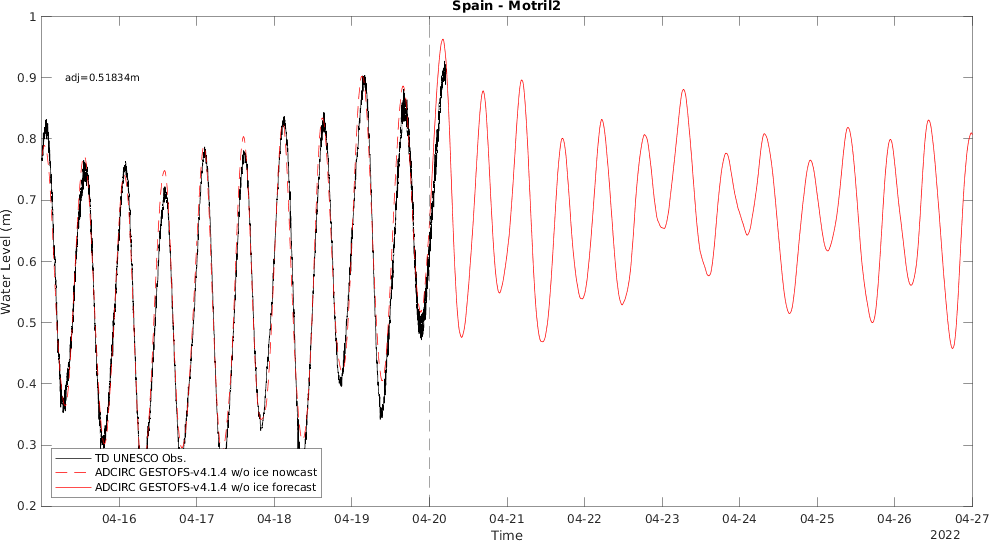 Spain - Motril2
adj=0.51834m
1
0.9
0.8
0.7
0.6
0.5
0.4
0.3
0.2
Water Level (m)
TD UNESCO Obs.
ADCIRC GESTOFS-v4.1.4 w/o ice nowcast
ADCIRC GESTOFS-v4.1.4 w/o ice forecast
04-16 04-17 04-18 04-19 04-20 04-21 04-22 04-23 04-24 04-25 04-26 04-27
Time
2022